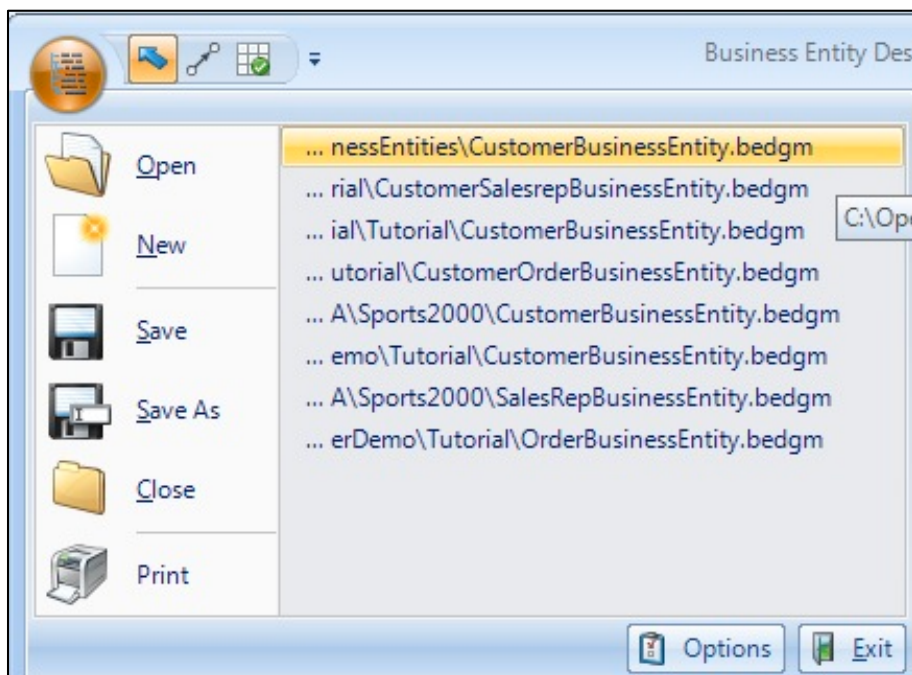 Business Entity Des
Open
New
Save
Save As
Close
Print
... nessEntities\CustomerBusinessEntity.bedgm
... rial\CustomerSalesrepBusinessEntity.bedgm
... ial\Tutorial\CustomerBusinessEntity.bedgm
... utorial\CustomerOrderBusinessEntity.bedgm
... A\Sports2000\CustomerBusinessEntity.bedgm
... emo\Tutorial\CustomerBusinessEntity.bedgm
... A\Sports2000\SalesRepBusinessEntity.bedgm
... erDemo\Tutorial\OrderBusinessEntity.bedgm
C:\Ope
Options
Exit